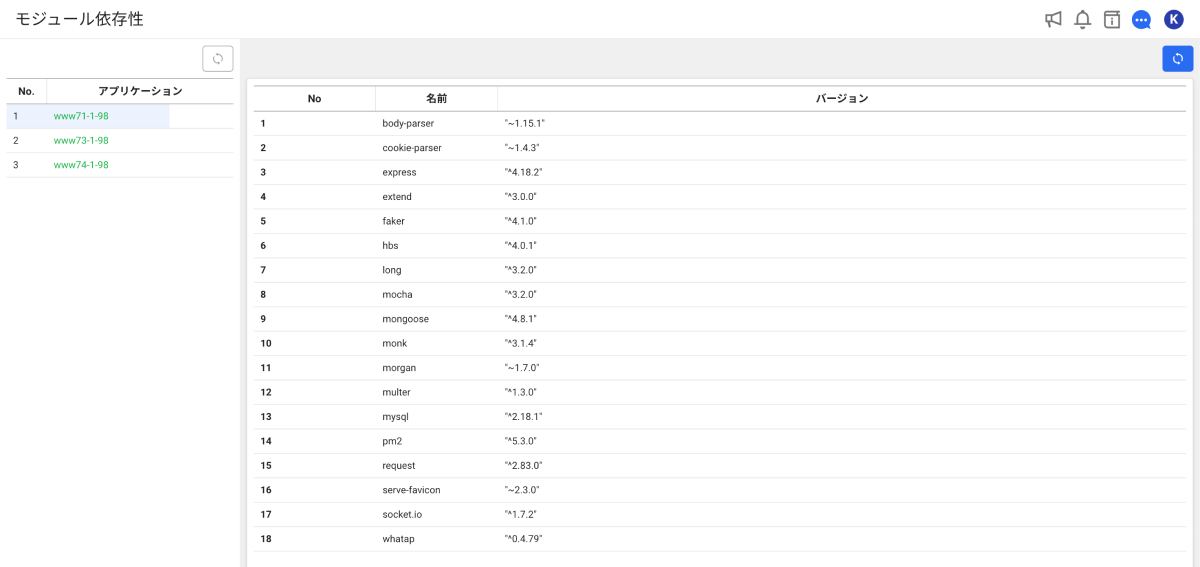 モジュール依存性
K
No. アプリケーション
1 www71-1-98
2 www73-1-98
3 www74-1-98
No 名前 バージョン
1 body-parser "~1.15.1"
2 cookie-parser "~1.4.3"
3 express "^4.18.2"
4 extend "^3.0.0"
5 faker "^4.1.0"
6 hbs "^4.0.1"
7 long "^3.2.0"
8 mocha "^3.2.0"
9 mongoose "^4.8.1"
10 monk "^3.1.4"
11 morgan "~1.7.0"
12 multer "^1.3.0"
13 mysql "^2.18.1"
14 pm2 "^5.3.0"
15 request "^2.83.0"
16 serve-favicon "~2.3.0"
17 socket.io "^1.7.2"
18 whatap "^0.4.79"